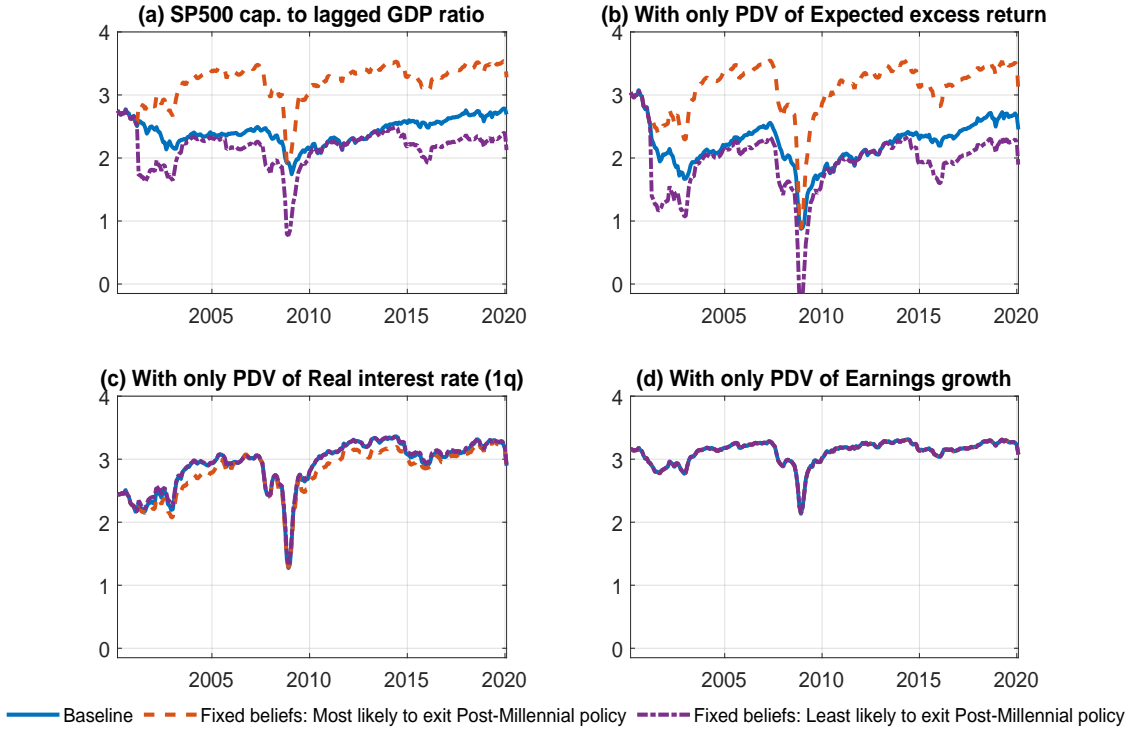 (a) SP500 cap. to lagged GDP ratio
4
3
2
1
0
2005 2010 2015 2020
(b) With only PDV of Expected excess return
4
3
2
1
0
2005 2010 2015 2020
(c) With only PDV of Real interest rate (1q)
4
3
2
1
0
2005 2010 2015 2020
(d) With only PDV of Earnings growth
4
3
2
1
0
2005 2010 2015 2020
Baseline Fixed beliefs: Most likely to exit Post-Millennial policy Fixed beliefs: Least likely to exit Post-Millennial policy